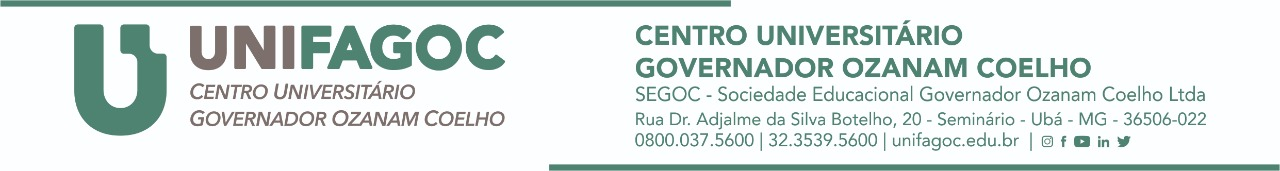 UNIFAGOC
CENTRO UNIVERSITÁRIO
GOVERNADOR OZANAM COELHO
CENTRO UNIVERSITÁRIO
GOVERNADOR OZANAM COELHO
SEGOC - Sociedade Educacional Governador Ozanam Coelho Ltda
Rua Dr. Adjalme da Silva Botelho, 20 - Seminário - Ubá - MG - 36506-022
0800.037.5600 | 32.3539.5600 | unifagoc.edu.br |